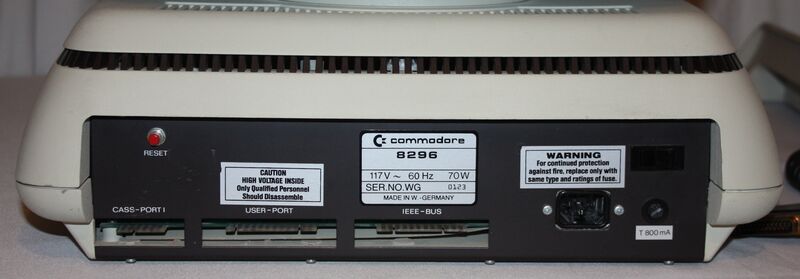 RESET
CAUTION
HIGH VOLTAGE INSIDE
Only Qualified Personnel
Should Disassemble
commodore
8296
117 V ~ 60 Hz 70 W
SER.NO.WG 0123
MADE IN W.-GERMANY
WARNING
For continued protection
against fire, replace only with
same type and ratings of fuse.
CASS-PORT I
USER-PORT
IEEE-BUS
T 800 mA